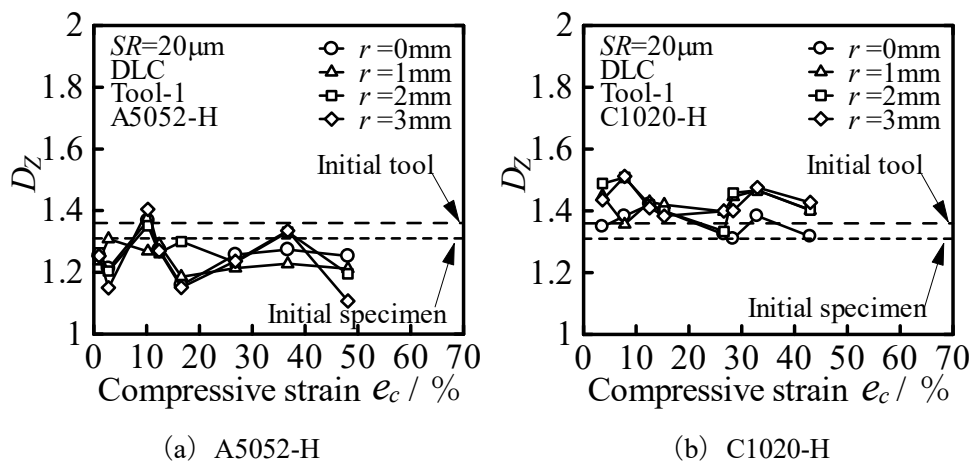 2
1.8
1.6
1.4
1.2
1
D_Z
SR=20μm
DLC
Tool-1
A5052-H
r =0mm
r =1mm
r =2mm
r =3mm
Initial tool
Initial specimen
0 10 20 30 40 50 60 70
Compressive strain e_c / %
(a) A5052-H
2
1.8
1.6
1.4
1.2
1
D_Z
SR=20μm
DLC
Tool-1
C1020-H
r =0mm
r =1mm
r =2mm
r =3mm
Initial tool
Initial specimen
0 10 20 30 40 50 60 70
Compressive strain e_c / %
(b) C1020-H